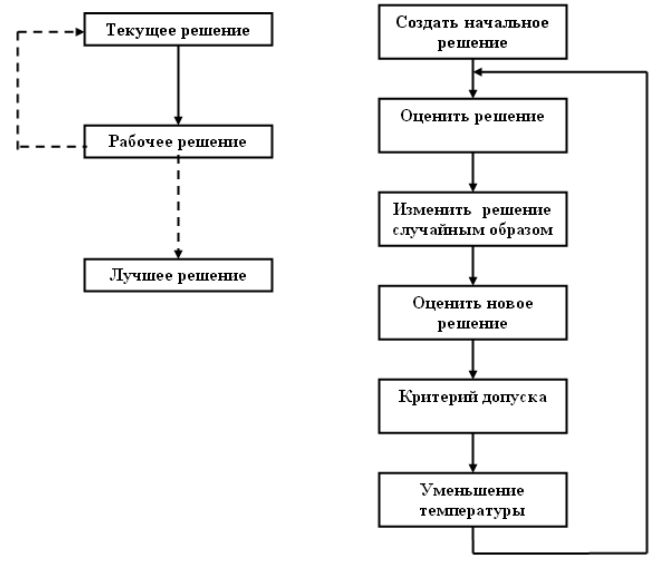 Текущее решение
Рабочее решение
Лучшее решение
Создать начальное
решение
Оценить решение
Изменить решение
случайным образом
Оценить новое
решение
Критерий допуска
Уменьшение
температуры